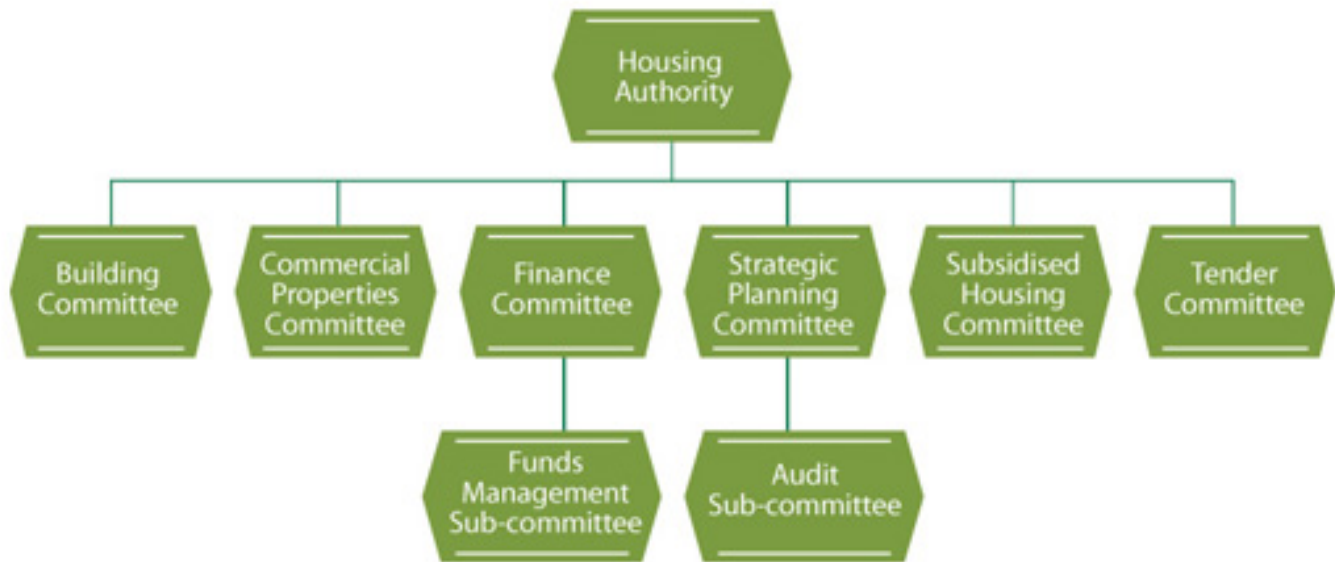 Housing
Authority
Building
Committee
Commercial
Properties
Committee
Finance
Committee
Strategic
Planning
Committee
Subsidised
Housing
Committee
Tender
Committee
Funds
Management
Sub-committee
Audit
Sub-committee